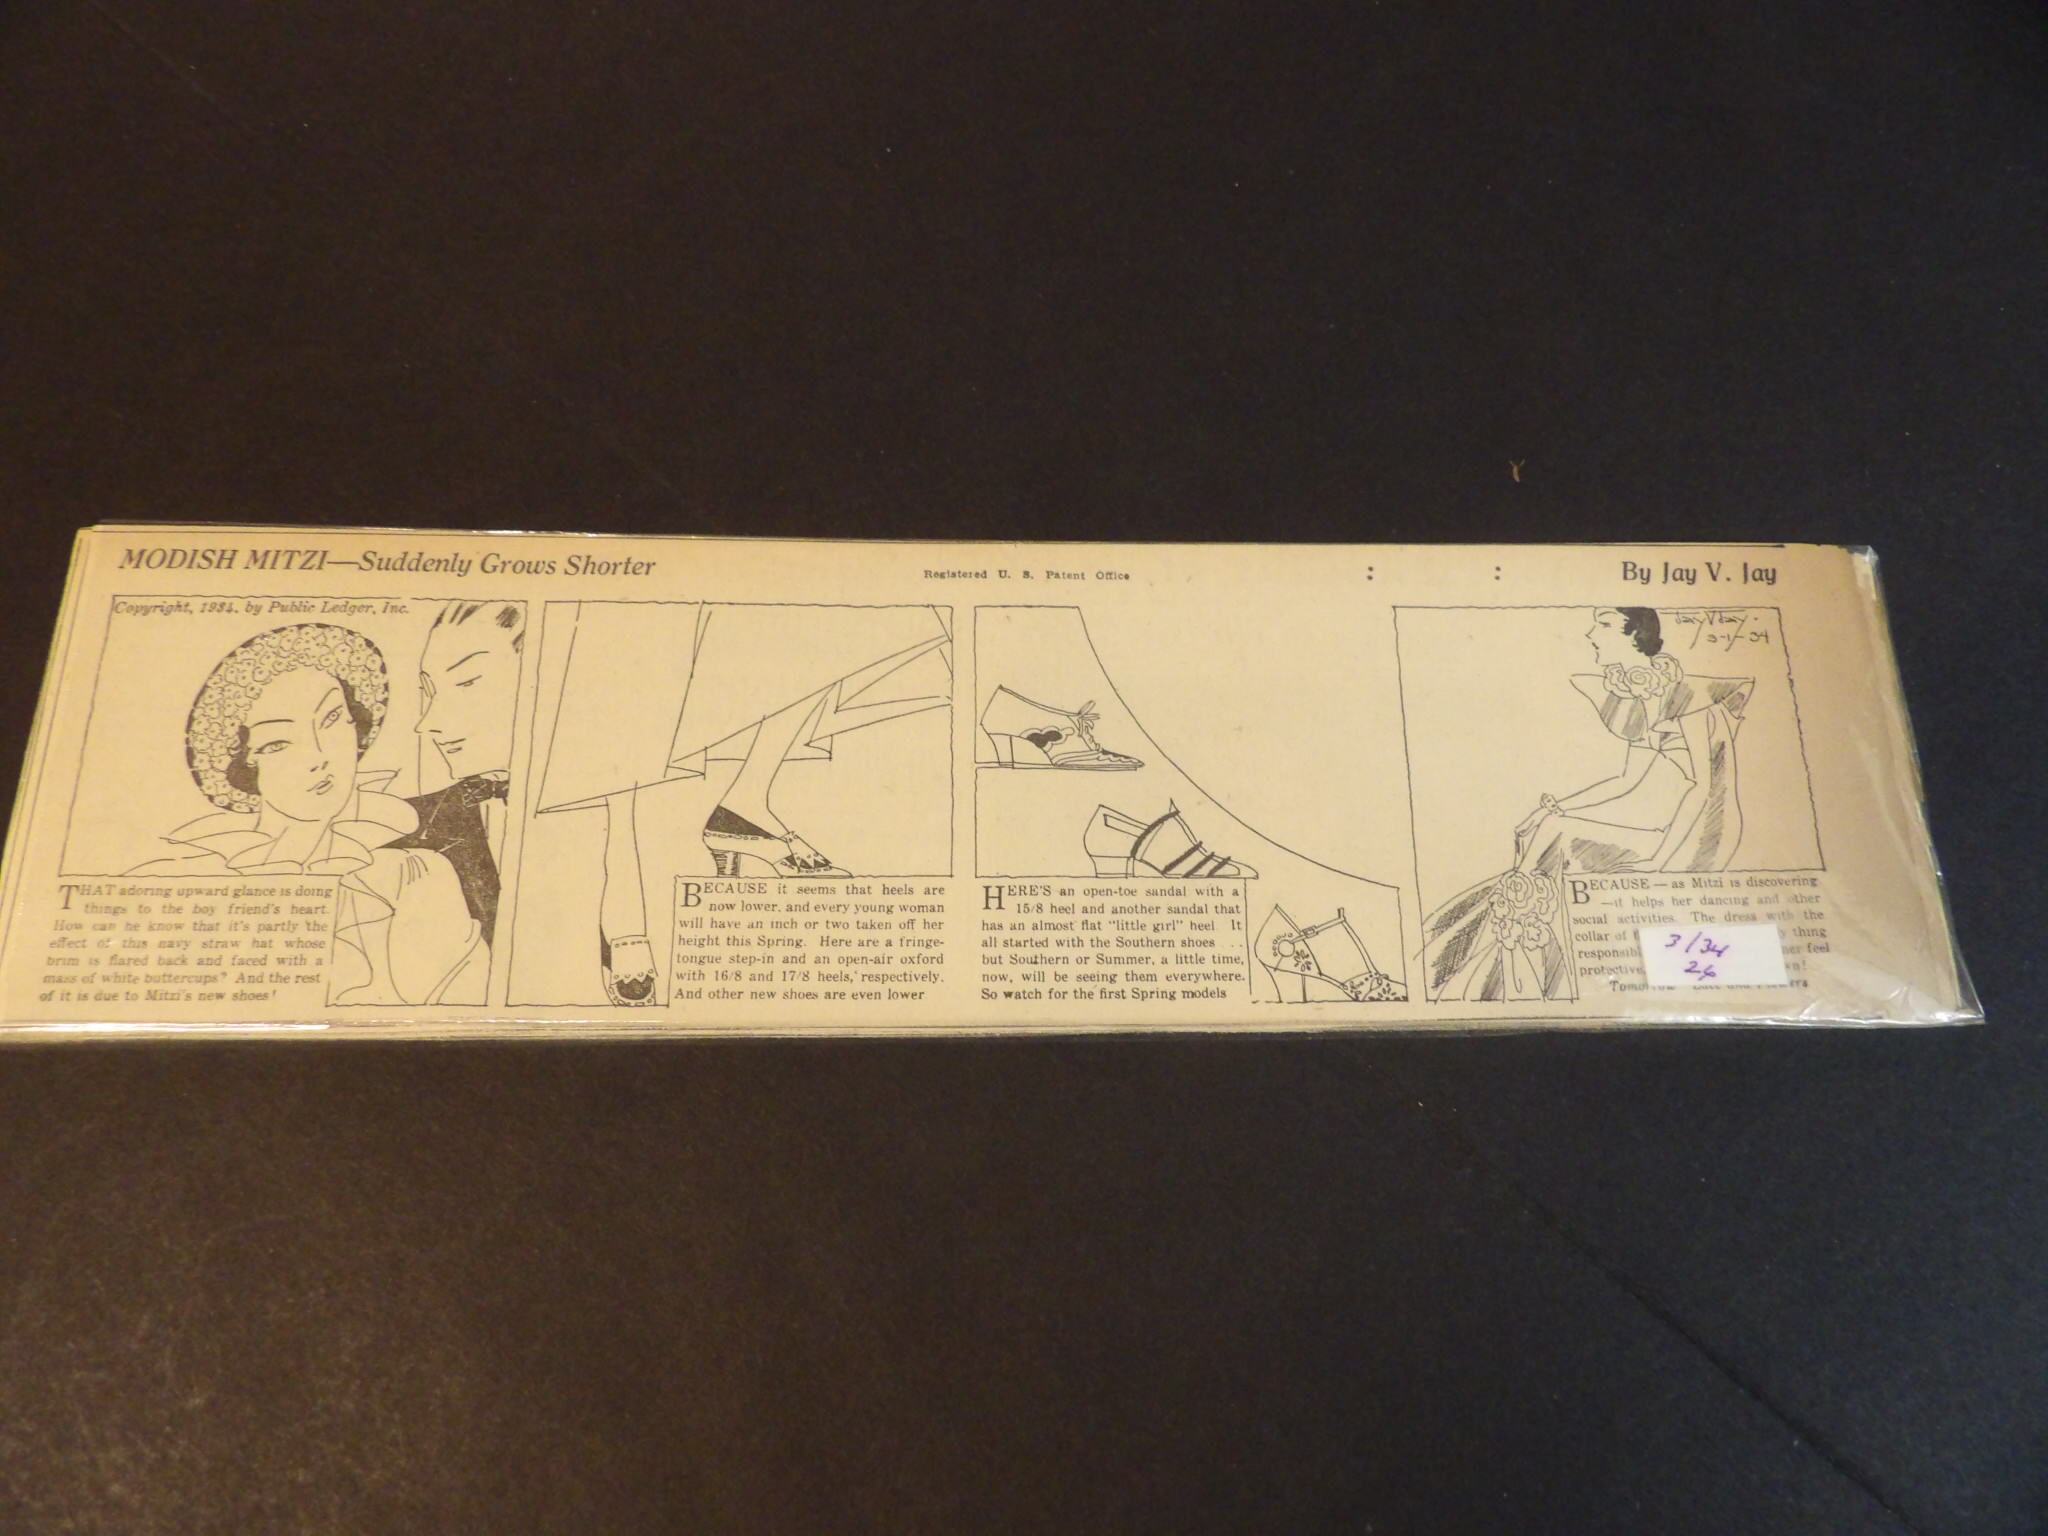 MODISH MITZI—Suddenly Grows Shorter
Registered U. S. Patent Office
: :
By Jay V. Jay
Copyright, 1934, by Public Ledger, Inc.
THAT adoring upward glance is doing
things to the boy friend's heart.
How can he know that it's partly the
effect of this navy straw hat whose
brim is flared back and faced with a
mass of white buttercups? And the rest
of it is due to Mitzi's new shoes!
BECAUSE it seems that heels are
now lower, and every young woman
will have an inch or two taken off her
height this Spring. Here are a fringe-
tongue step-in and an open-air oxford
with 16/8 and 17/8 heels, respectively.
And other new shoes are even lower
HERE'S an open-toe sandal with a
15/8 heel and another sandal that
has an almost flat "little girl" heel. It
all started with the Southern shoes . . .
but Southern or Summer, a little time,
now, will be seeing them everywhere.
So watch for the first Spring models
Jay V Jay.
3-1-34
BECAUSE — as Mitzi is discovering
—it helps her dancing and other
social activities. The dress with the
collar of thing
feel
protective,
Tomorrow
3/34
26